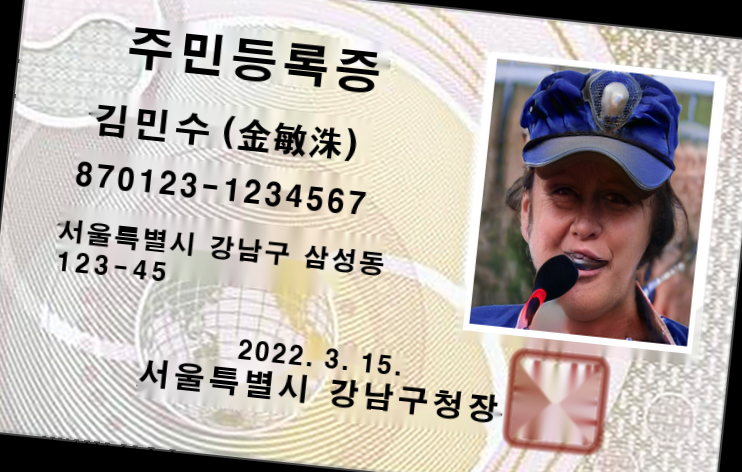 주민등록증
김민수(金敏洙)
870123-1234567
서울특별시 강남구 삼성동
123-45
2022. 3. 15.
서울특별시 강남구청장